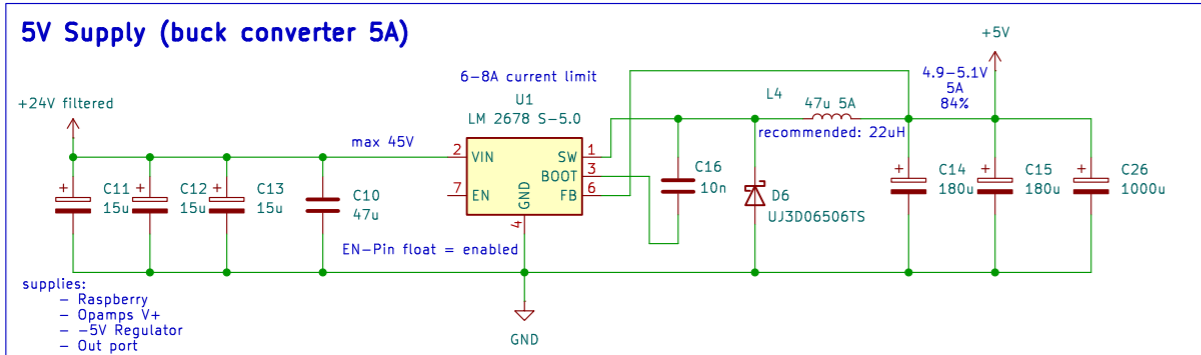 5V Supply (buck converter 5A)
+5V
6-8A current limit
4.9-5.1V
5A
84%
+24V filtered
U1
LM 2678 S-5.0
L4
47u 5A
recommended: 22uH
max 45V
2
VIN
SW
1
BOOT
3
7
EN
FB
6
GND
4
C11
15u
C12
15u
C13
15u
C10
47u
C16
10n
D6
UJ3D06506TS
C14
180u
C15
180u
C26
1000u
EN-Pin float = enabled
supplies:
- Raspberry
- Opamps V+
- -5V Regulator
- Out port
GND